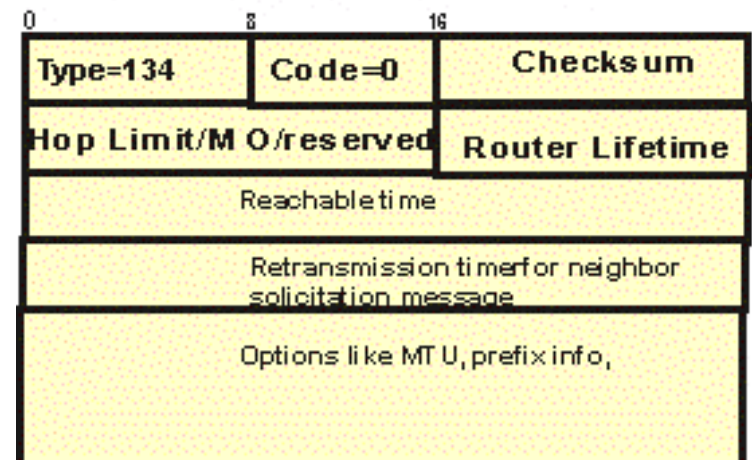 0 8 16
Type=134 Code=0 Checksum
Hop Limit/M O/reserved Router Lifetime
Reachable time
Retransmission timerfor neighbor
solicitation message
Options like MTU, prefix info,